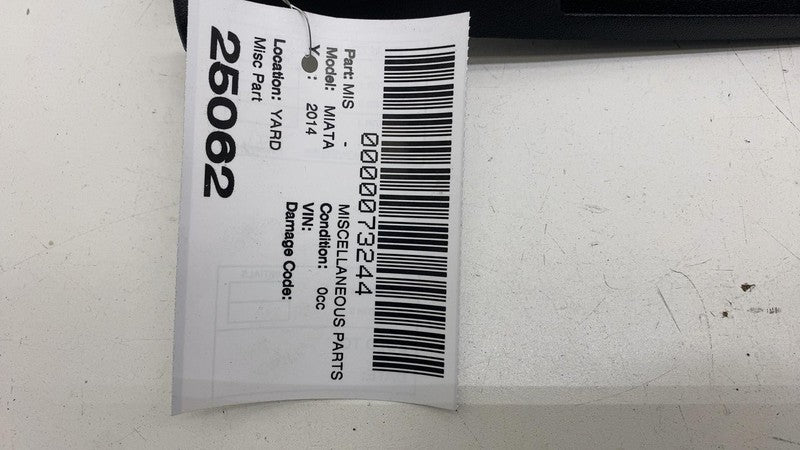 0000073244
Part: MIS - MISCELLANEOUS PARTS
Model: MIATA Condition: 0cc
2014 VIN:
Damage Code:
Location: YARD
Misc Part
25062